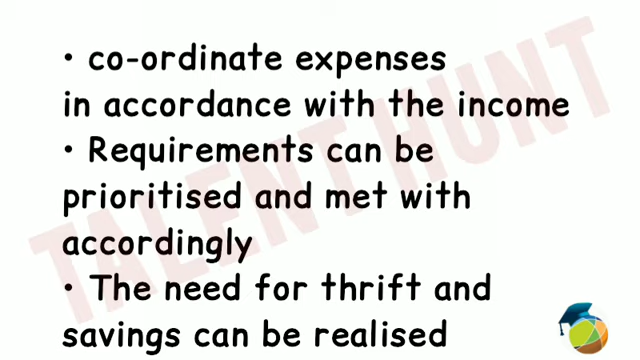 • co-ordinate expenses
in accordance with the income
• Requirements can be
prioritised and met with
accordingly
• The need for thrift and
savings can be realised
TALENT HUNT